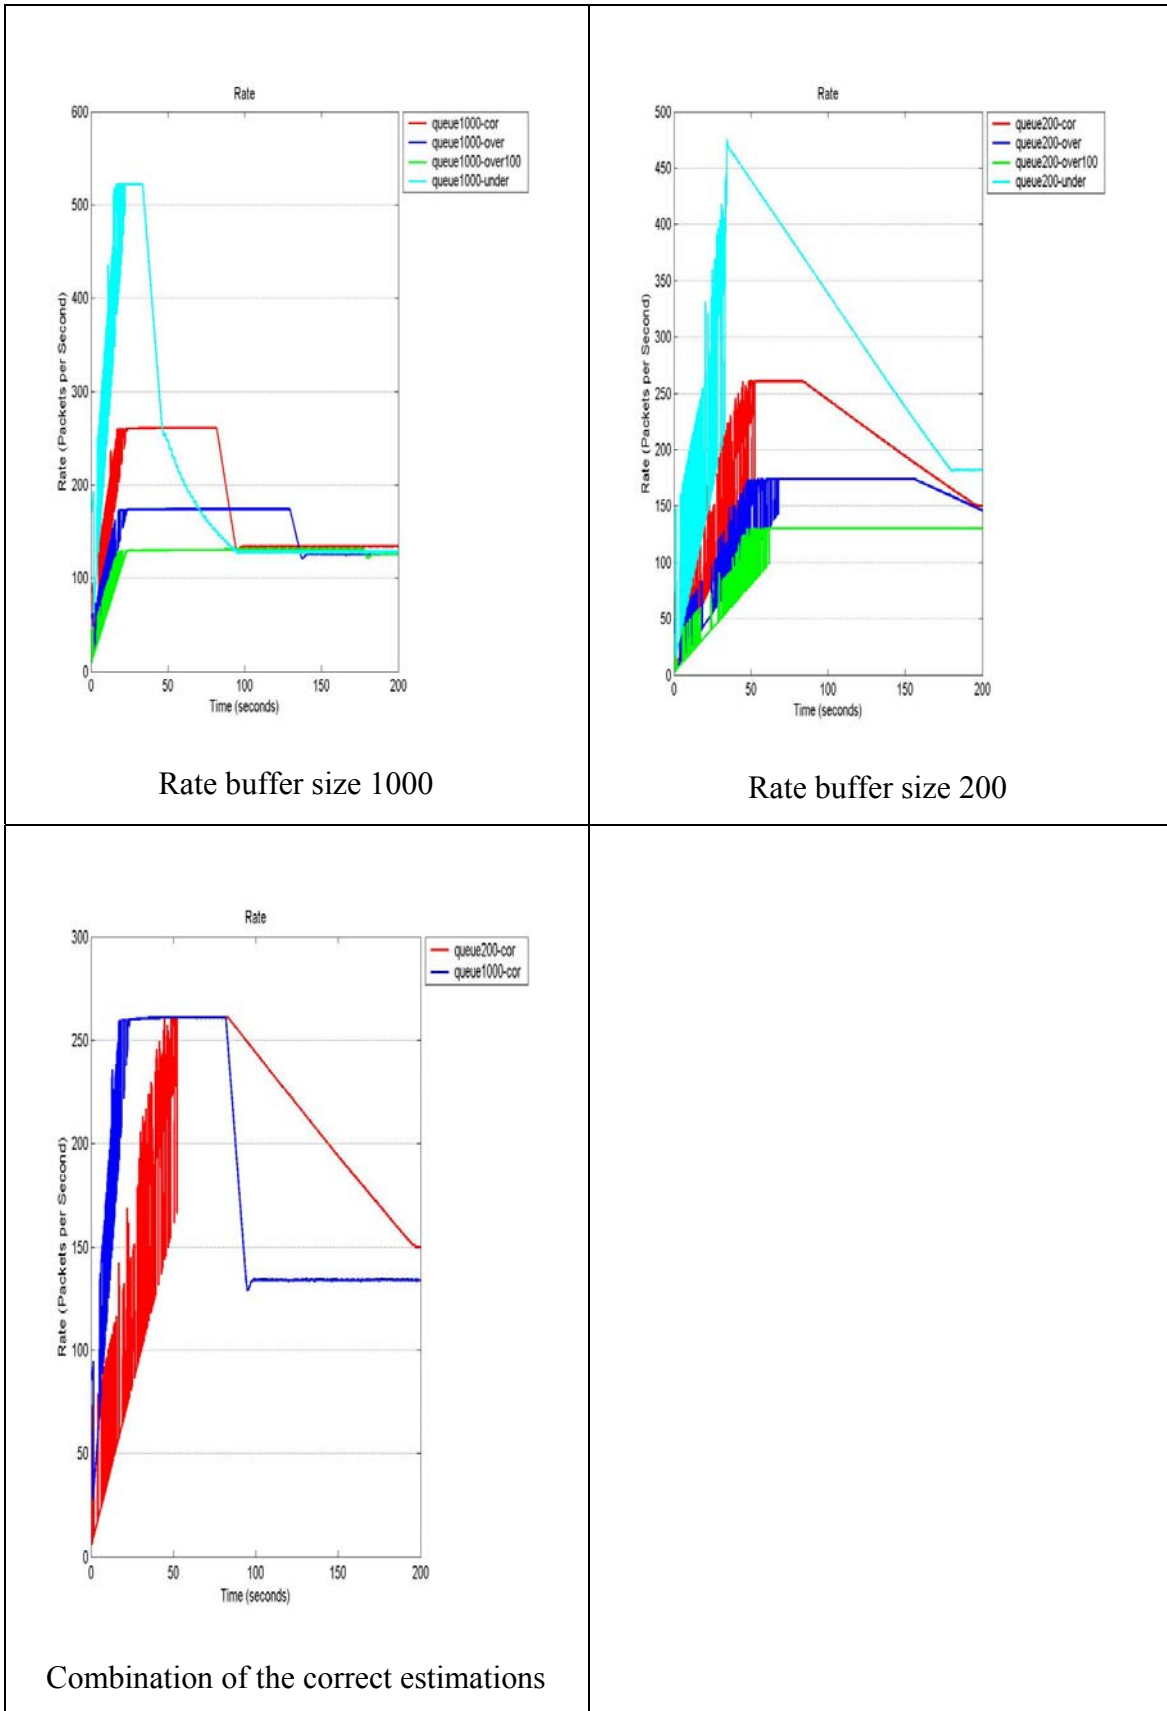 Rate
600
500
400
300
200
100
0
Rate (Packets per Second)
0 50 100 150 200
Time (seconds)
queue1000-cor
queue1000-over
queue1000-over100
queue1000-under
Rate buffer size 1000
Rate
500
450
400
350
300
250
200
150
100
50
0
Rate (Packets per Second)
0 50 100 150 200
Time (seconds)
queue200-cor
queue200-over
queue200-over100
queue200-under
Rate buffer size 200
Rate
300
250
200
150
100
50
0
Rate (Packets per Second)
0 50 100 150 200
Time (seconds)
queue200-cor
queue1000-cor
Combination of the correct estimations